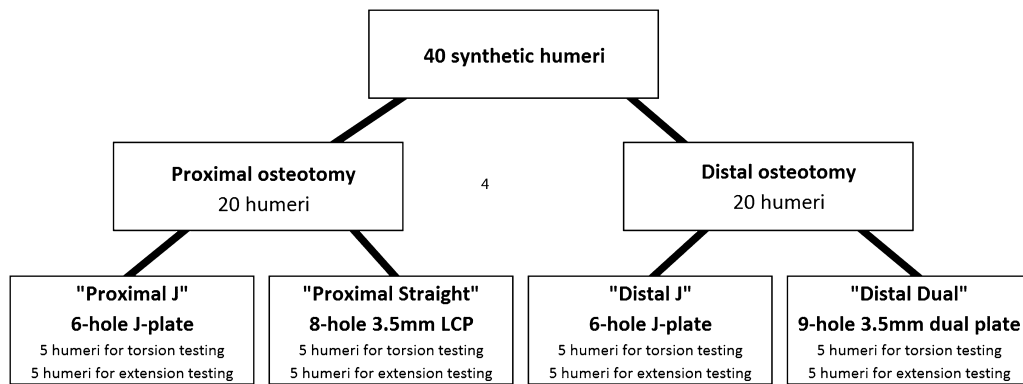 40 synthetic humeri
Proximal osteotomy
20 humeri
4
Distal osteotomy
20 humeri
"Proximal J"
6-hole J-plate
5 humeri for torsion testing
5 humeri for extension testing
"Proximal Straight"
8-hole 3.5mm LCP
5 humeri for torsion testing
5 humeri for extension testing
"Distal J"
6-hole J-plate
5 humeri for torsion testing
5 humeri for extension testing
"Distal Dual"
9-hole 3.5mm dual plate
5 humeri for torsion testing
5 humeri for extension testing